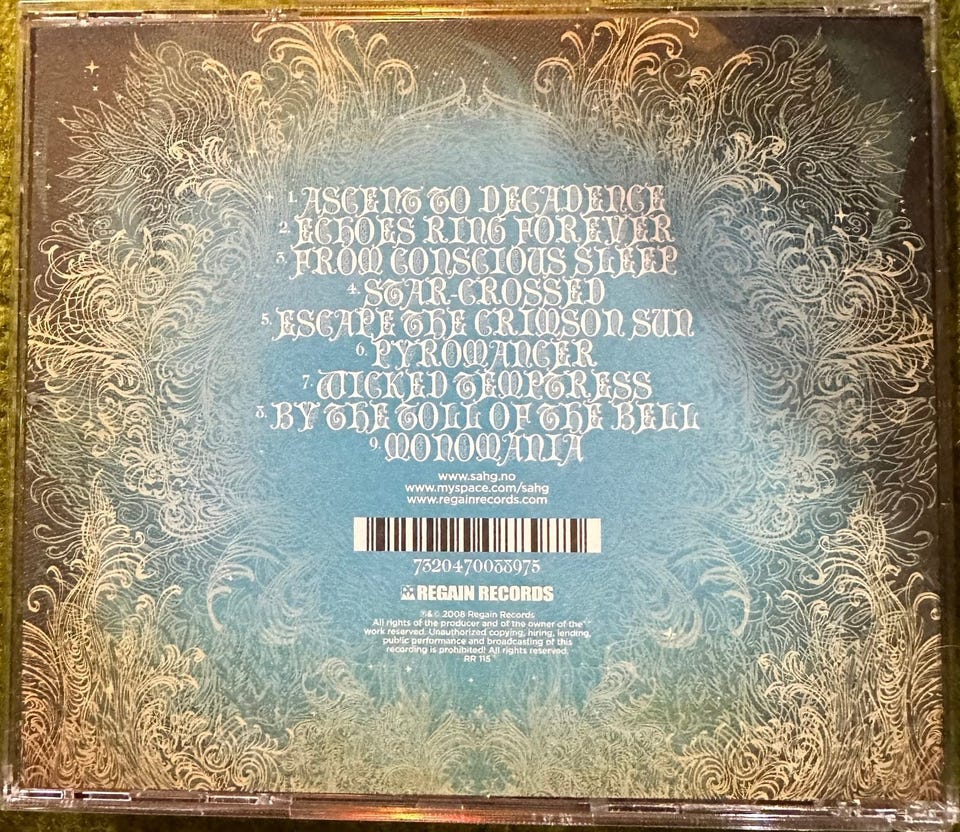 1. ASCENT TO DECADENCE
2. ECHOES RING FOREVER
3. FROM CONSCIOUS SLEEP
4. STAR-CROSSED
5. ESCAPE THE CRIMSON SUN
6. PYROMANCER
7. WICKED TEMPTRESS
8. BY THE TOLL OF THE BELL
9. MONOMANIA
www.sahg.no
www.myspace.com/sahg
www.regainrecords.com
7320470088975
REGAIN RECORDS
℗&© 2008 Regain Records
All rights of the producer and of the owner of the
work reserved. Unauthorized copying, hiring, lending,
public performance and broadcasting of this
recording is prohibited! All rights reserved.
RR 115